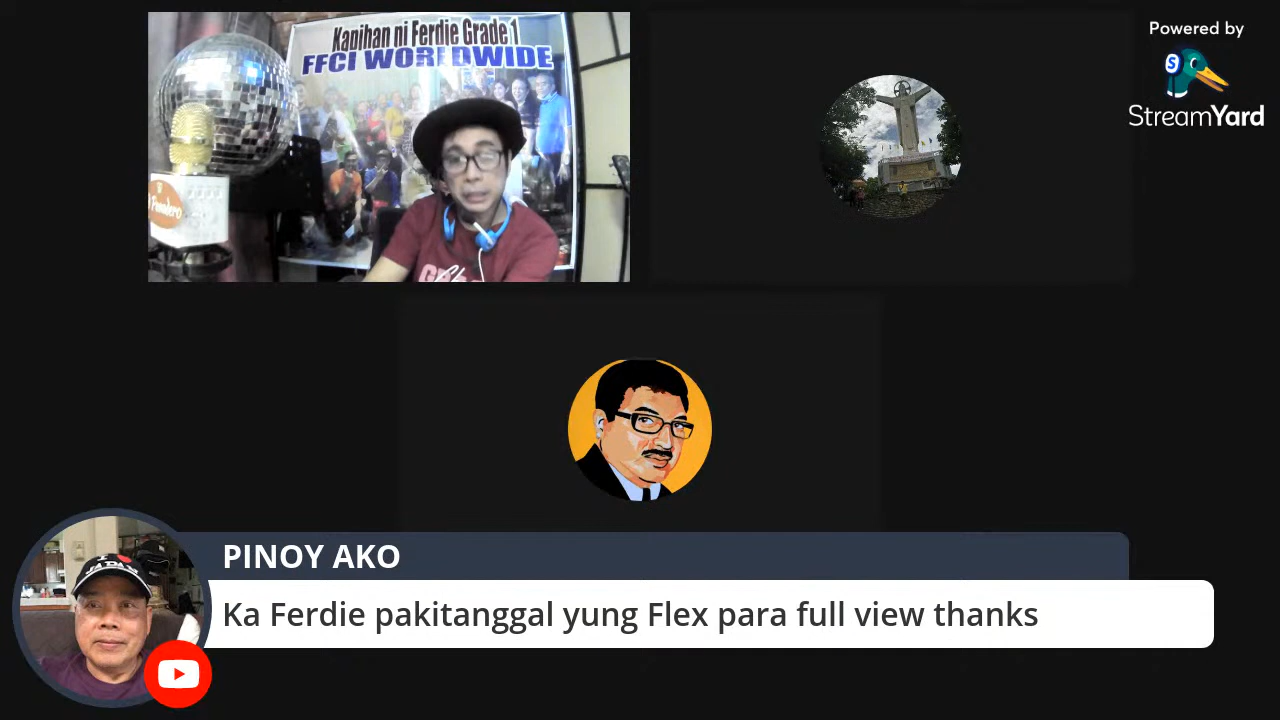 Kapihan ni Ferdie Grade 1
FFCI WORLDWIDE
Powered by
StreamYard
PINOY AKO
Ka Ferdie pakitanggal yung Flex para full view thanks